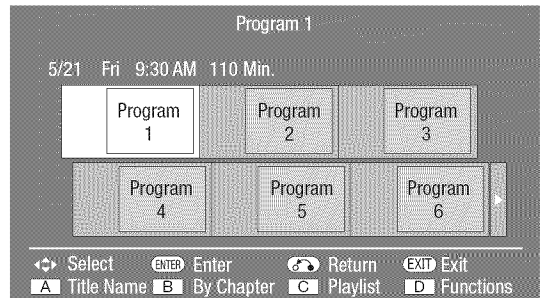 Program 1
5/21 Fri 9:30 AM 110 Min.
Program 1
Program 2
Program 3
Program 4
Program 5
Program 6
Select ENTER Enter Return EXIT Exit
A Title Name B By Chapter C Playlist D Functions